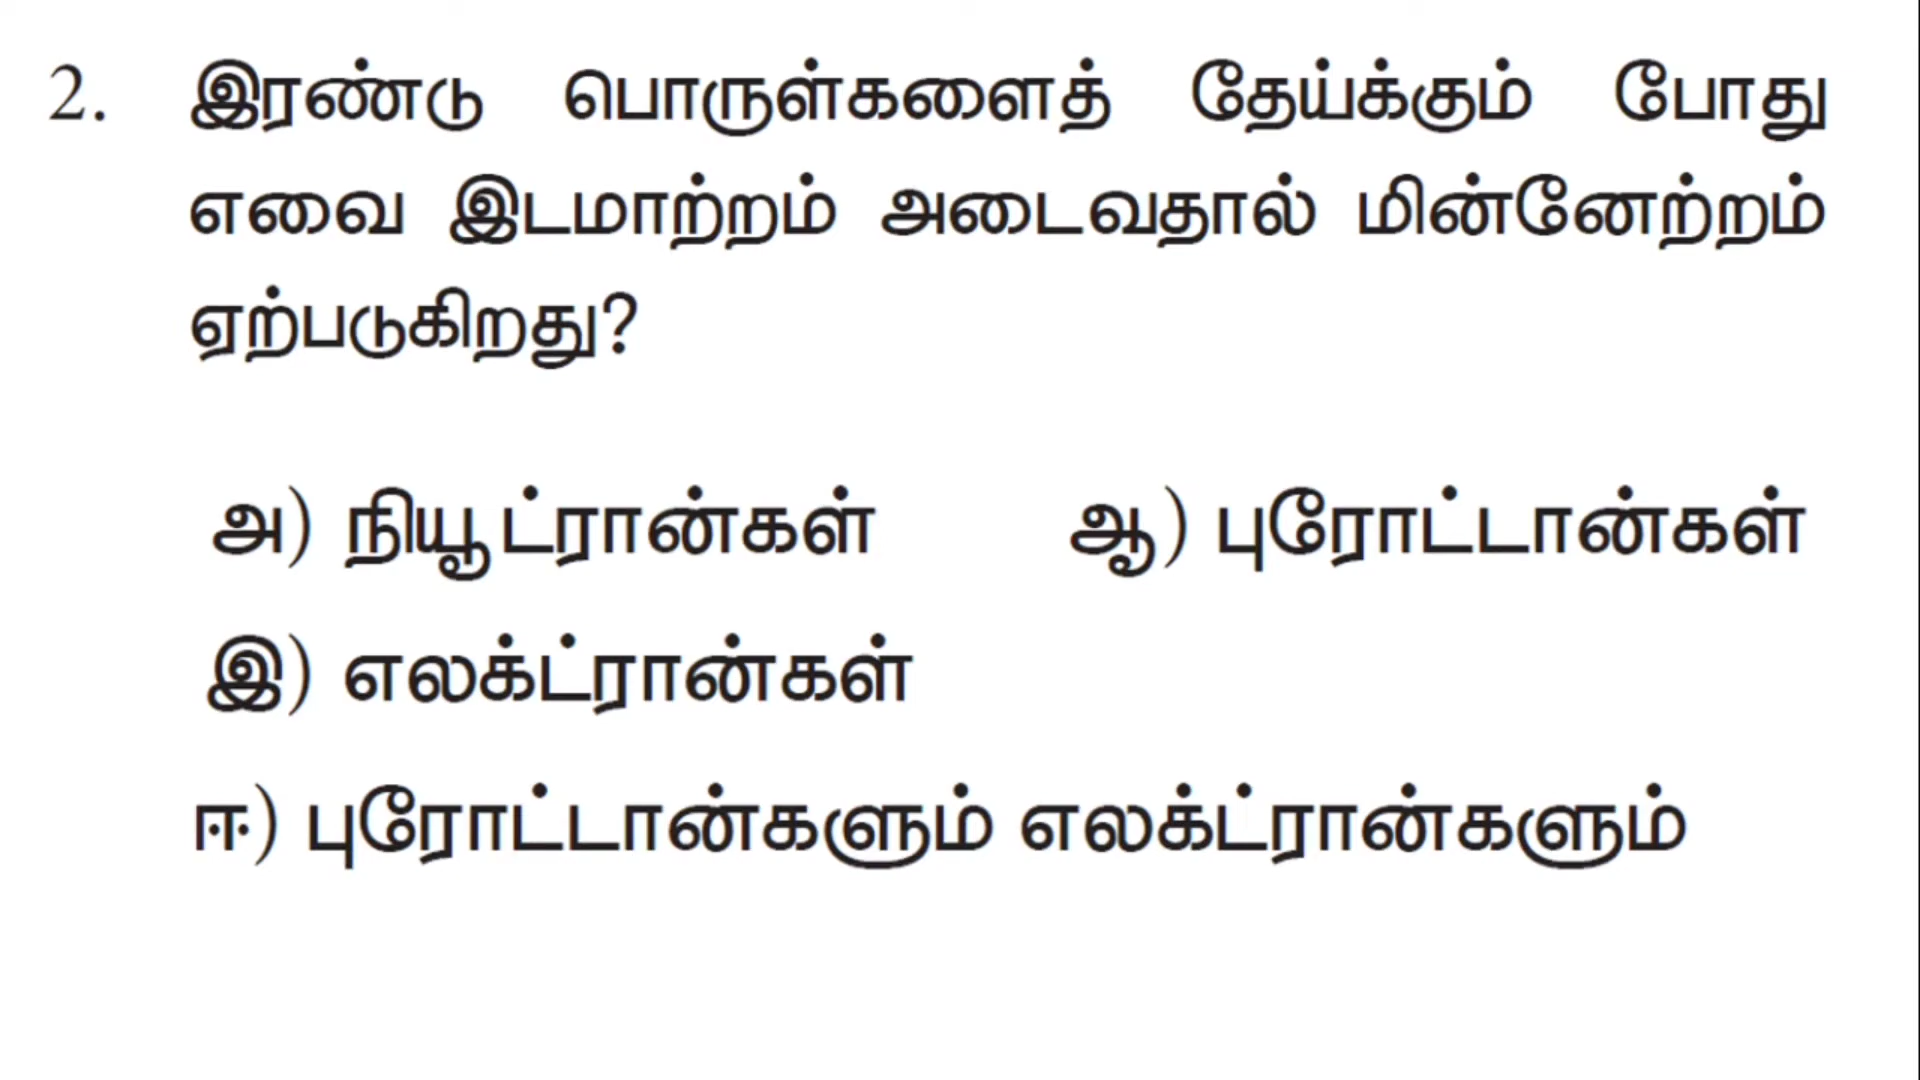 2. இரண்டு பொருள்களைத் தேய்க்கும் போது
எவை இடமாற்றம் அடைவதால் மின்னேற்றம்
ஏற்படுகிறது?
அ) நியூட்ரான்கள் ஆ) புரோட்டான்கள்
இ) எலக்ட்ரான்கள்
ஈ) புரோட்டான்களும் எலக்ட்ரான்களும்